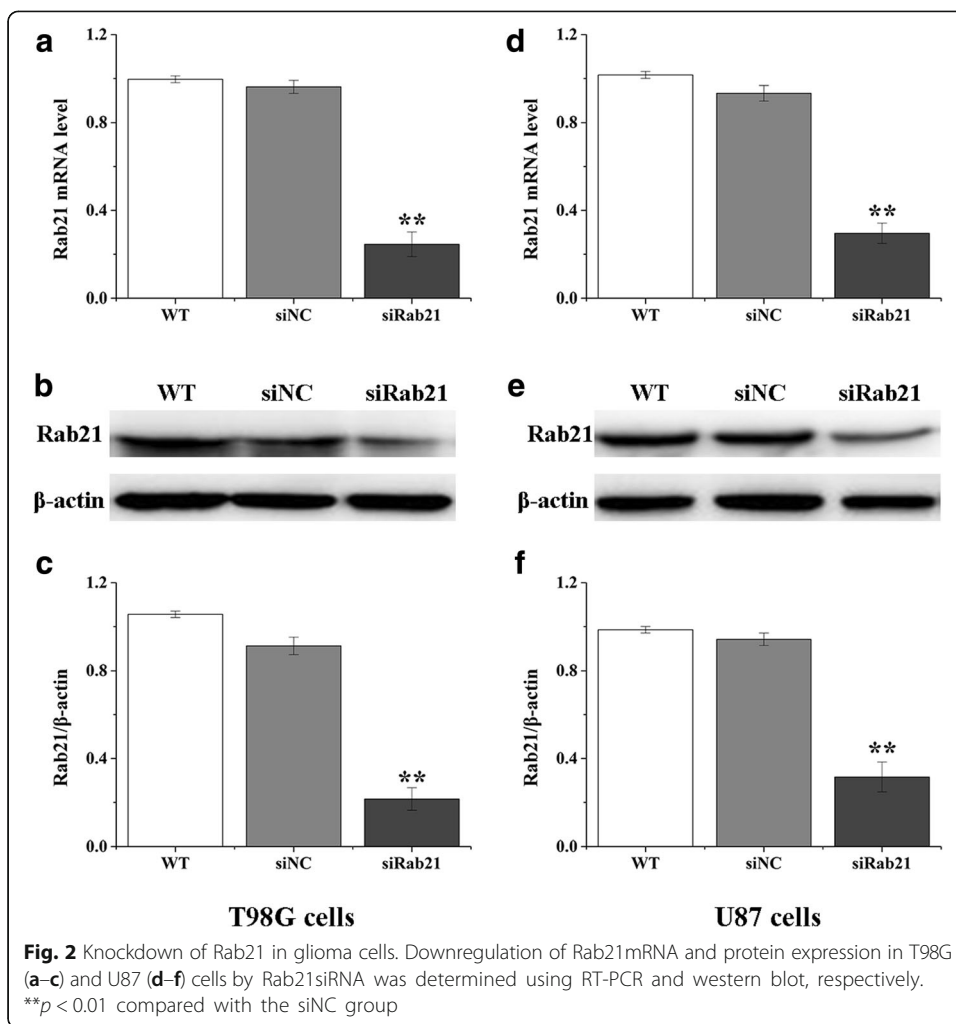 a
1.2
0.8
0.4
0.0
Rab21 mRNA level
**
WT siNC siRab21
d
1.2
0.8
0.4
0.0
Rab21 mRNA level
**
WT siNC siRab21
b
WT siNC siRab21
Rab21
β-actin
e
WT siNC siRab21
Rab21
β-actin
c
1.2
0.8
0.4
0.0
Rab21/β-actin
**
WT siNC siRab21
f
1.2
0.8
0.4
0.0
Rab21/β-actin
**
WT siNC siRab21
T98G cells
U87 cells
Fig. 2 Knockdown of Rab21 in glioma cells. Downregulation of Rab21mRNA and protein expression in T98G
(a–c) and U87 (d–f) cells by Rab21siRNA was determined using RT-PCR and western blot, respectively.
**p < 0.01 compared with the siNC group